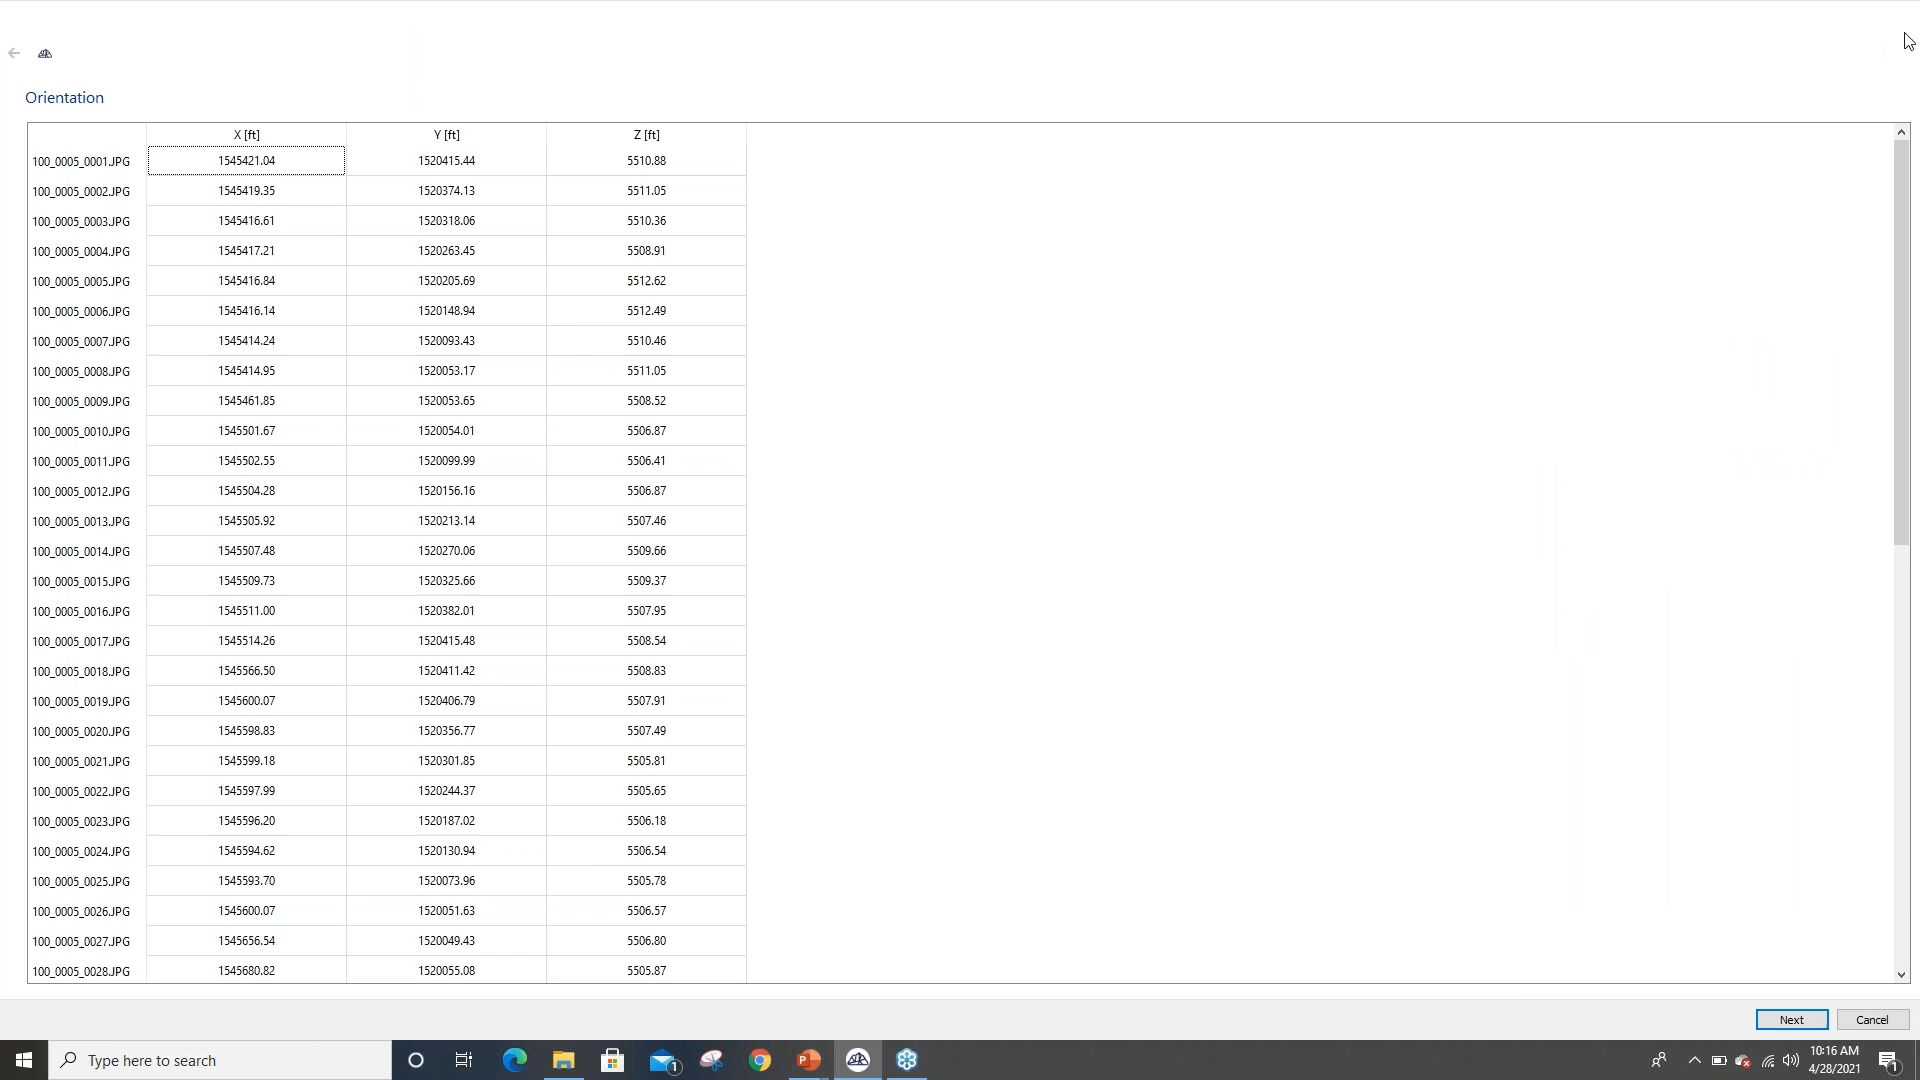 Orientation
X [ft] Y [ft] Z [ft]
100_0005_0001.JPG 1545421.04 1520415.44 5510.88
100_0005_0002.JPG 1545419.35 1520374.13 5511.05
100_0005_0003.JPG 1545416.61 1520318.06 5510.36
100_0005_0004.JPG 1545417.21 1520263.45 5508.91
100_0005_0005.JPG 1545416.84 1520205.69 5512.62
100_0005_0006.JPG 1545416.14 1520148.94 5512.49
100_0005_0007.JPG 1545414.24 1520093.43 5510.46
100_0005_0008.JPG 1545414.95 1520053.17 5511.05
100_0005_0009.JPG 1545461.85 1520053.65 5508.52
100_0005_0010.JPG 1545501.67 1520054.01 5506.87
100_0005_0011.JPG 1545502.55 1520099.99 5506.41
100_0005_0012.JPG 1545504.28 1520156.16 5506.87
100_0005_0013.JPG 1545505.92 1520213.14 5507.46
100_0005_0014.JPG 1545507.48 1520270.06 5509.66
100_0005_0015.JPG 1545509.73 1520325.66 5509.37
100_0005_0016.JPG 1545511.00 1520382.01 5507.95
100_0005_0017.JPG 1545514.26 1520415.48 5508.54
100_0005_0018.JPG 1545566.50 1520411.42 5508.83
100_0005_0019.JPG 1545600.07 1520406.79 5507.91
100_0005_0020.JPG 1545598.83 1520356.77 5507.49
100_0005_0021.JPG 1545599.18 1520301.85 5505.81
100_0005_0022.JPG 1545597.99 1520244.37 5505.65
100_0005_0023.JPG 1545596.20 1520187.02 5506.18
100_0005_0024.JPG 1545594.62 1520130.94 5506.54
100_0005_0025.JPG 1545593.70 1520073.96 5505.78
100_0005_0026.JPG 1545600.07 1520051.63 5506.57
100_0005_0027.JPG 1545656.54 1520049.43 5506.80
100_0005_0028.JPG 1545680.82 1520055.08 5505.87
Next Cancel
Type here to search 1 P 10:16 AM 1
4/28/2021